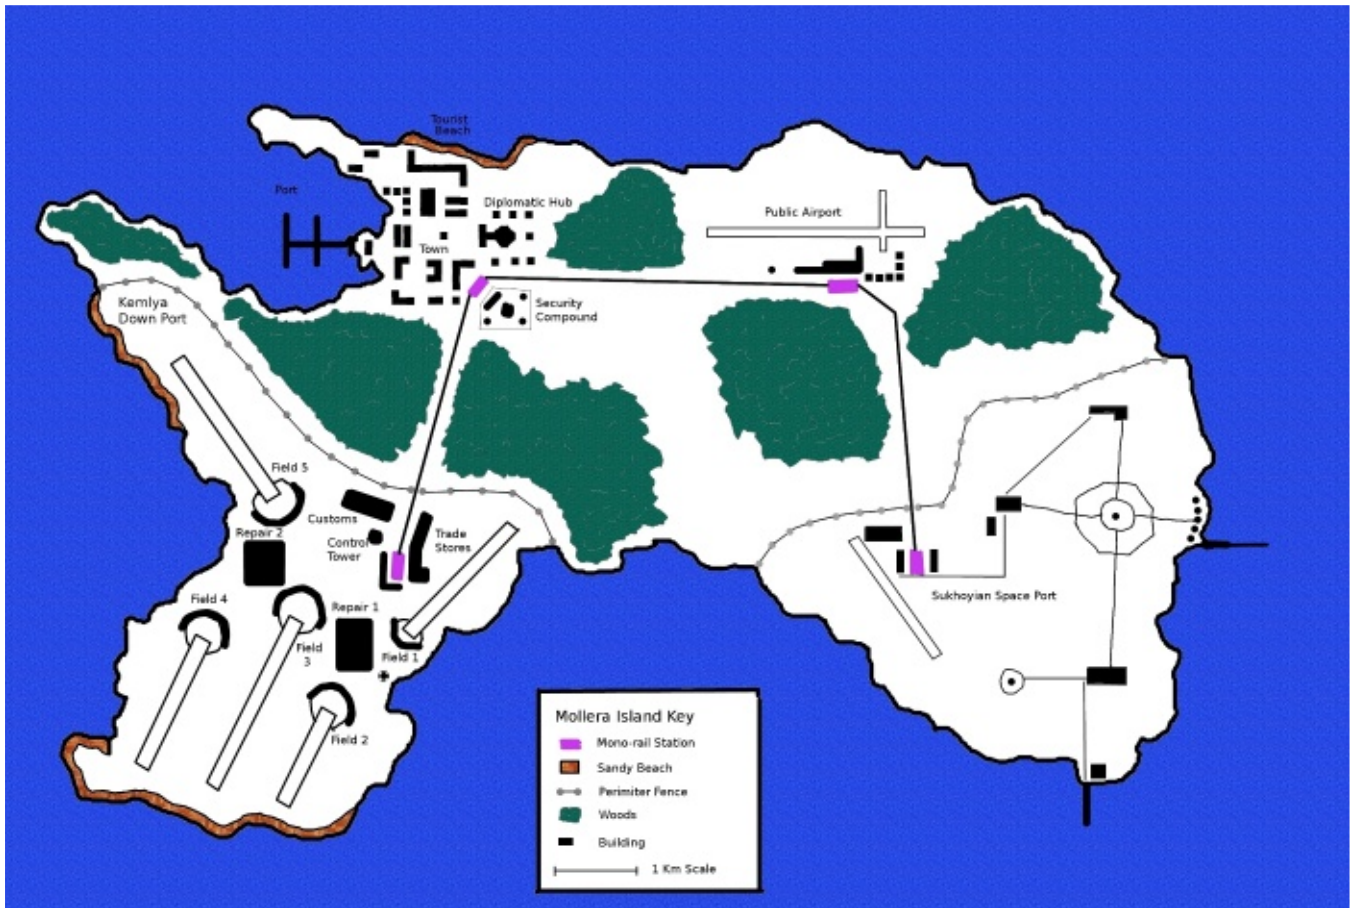 Tourist
Beach
Port
Diplomatic Hub
Public Airport
Town
Kemlya
Down Port
Security
Compound
Field 5
Customs
Repair 2
Control
Tower
Trade
Stores
Field 4
Repair 1
Field
3
Field 1
Field 2
Sukhoyian Space Port
Mollera Island Key
Mono-rail Station
Sandy Beach
Perimiter Fence
Woods
Building
1 Km Scale